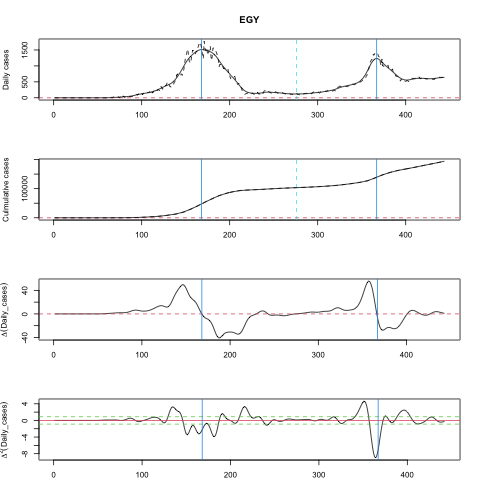 EGY
Daily cases
0 500 1500
0 100 200 300 400
Culmulative cases
0 100000
0 100 200 300 400
Δ(Daily_cases)
-40 0 40
0 100 200 300 400
Δ²(Daily_cases)
-8 -4 0 4
0 100 200 300 400